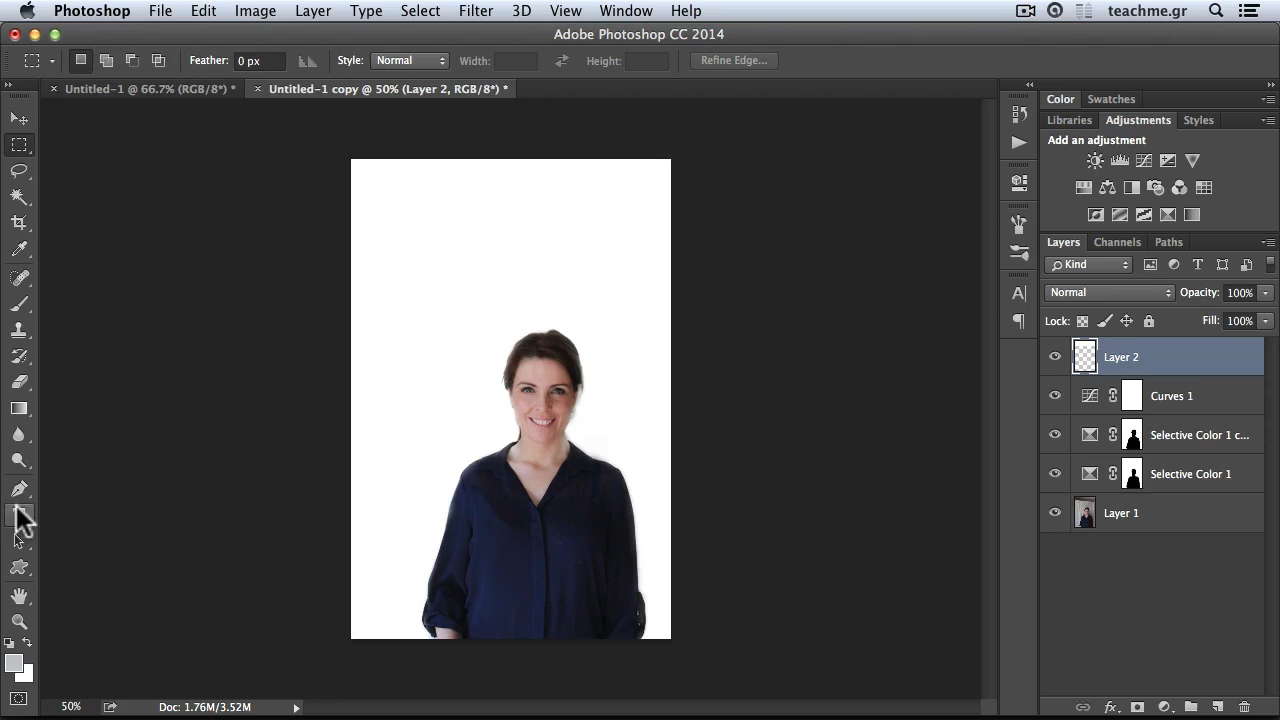 Photoshop File Edit Image Layer Type Select Filter 3D View Window Help teachme.gr
Adobe Photoshop CC 2014
Feather: 0 px Style: Normal Width: Height: Refine Edge...
Untitled-1 @ 66.7% (RGB/8*) * Untitled-1 copy @ 50% (Layer 2, RGB/8*) *
Color Swatches
Libraries Adjustments Styles
Add an adjustment
Layers Channels Paths
Kind
Normal Opacity: 100%
Lock: Fill: 100%
Layer 2
Curves 1
Selective Color 1 c...
Selective Color 1
Layer 1
50% Doc: 1.76M/3.52M